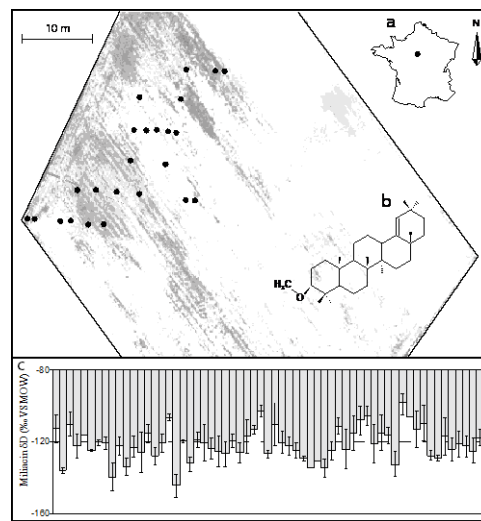 10 m
a
N
b
H₃C
O
C
Miliacin δD (‰ VSMOW)
-80
-120
-160